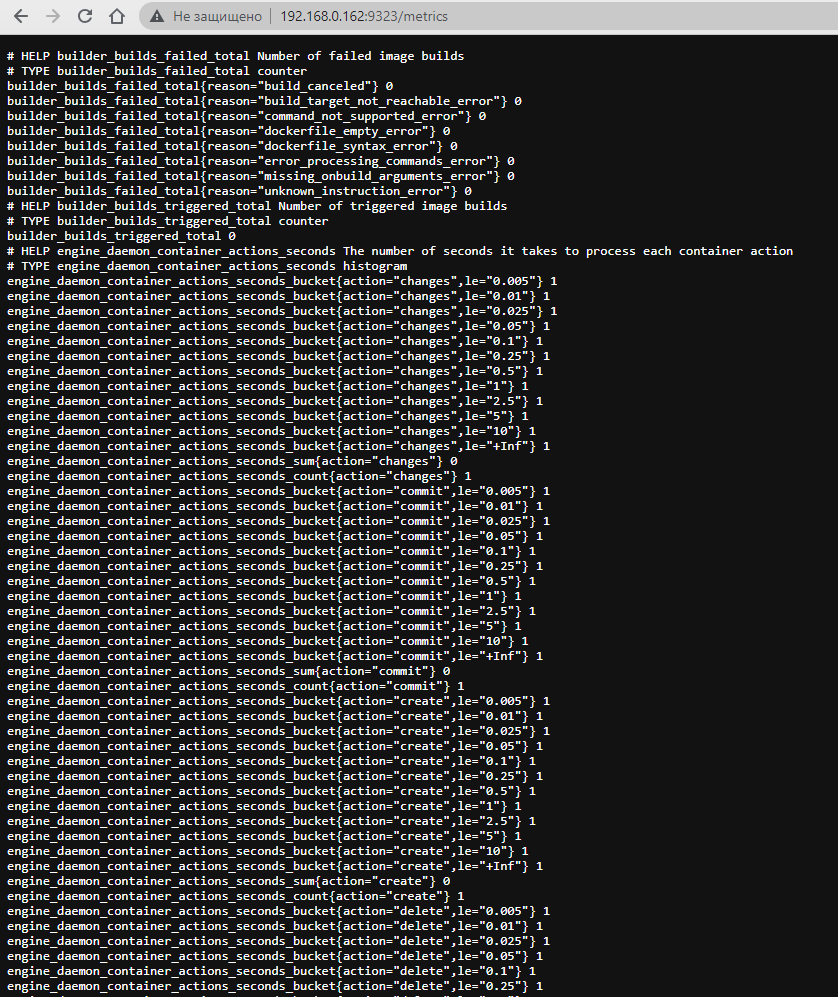 Не защищено 192.168.0.162:9323/metrics
# HELP builder_builds_failed_total Number of failed image builds
# TYPE builder_builds_failed_total counter
builder_builds_failed_total{reason="build_canceled"} 0
builder_builds_failed_total{reason="build_target_not_reachable_error"} 0
builder_builds_failed_total{reason="command_not_supported_error"} 0
builder_builds_failed_total{reason="dockerfile_empty_error"} 0
builder_builds_failed_total{reason="dockerfile_syntax_error"} 0
builder_builds_failed_total{reason="error_processing_commands_error"} 0
builder_builds_failed_total{reason="missing_onbuild_arguments_error"} 0
builder_builds_failed_total{reason="unknown_instruction_error"} 0
# HELP builder_builds_triggered_total Number of triggered image builds
# TYPE builder_builds_triggered_total counter
builder_builds_triggered_total 0
# HELP engine_daemon_container_actions_seconds The number of seconds it takes to process each container action
# TYPE engine_daemon_container_actions_seconds histogram
engine_daemon_container_actions_seconds_bucket{action="changes",le="0.005"} 1
engine_daemon_container_actions_seconds_bucket{action="changes",le="0.01"} 1
engine_daemon_container_actions_seconds_bucket{action="changes",le="0.025"} 1
engine_daemon_container_actions_seconds_bucket{action="changes",le="0.05"} 1
engine_daemon_container_actions_seconds_bucket{action="changes",le="0.1"} 1
engine_daemon_container_actions_seconds_bucket{action="changes",le="0.25"} 1
engine_daemon_container_actions_seconds_bucket{action="changes",le="0.5"} 1
engine_daemon_container_actions_seconds_bucket{action="changes",le="1"} 1
engine_daemon_container_actions_seconds_bucket{action="changes",le="2.5"} 1
engine_daemon_container_actions_seconds_bucket{action="changes",le="5"} 1
engine_daemon_container_actions_seconds_bucket{action="changes",le="10"} 1
engine_daemon_container_actions_seconds_bucket{action="changes",le="+Inf"} 1
engine_daemon_container_actions_seconds_sum{action="changes"} 0
engine_daemon_container_actions_seconds_count{action="changes"} 1
engine_daemon_container_actions_seconds_bucket{action="commit",le="0.005"} 1
engine_daemon_container_actions_seconds_bucket{action="commit",le="0.01"} 1
engine_daemon_container_actions_seconds_bucket{action="commit",le="0.025"} 1
engine_daemon_container_actions_seconds_bucket{action="commit",le="0.05"} 1
engine_daemon_container_actions_seconds_bucket{action="commit",le="0.1"} 1
engine_daemon_container_actions_seconds_bucket{action="commit",le="0.25"} 1
engine_daemon_container_actions_seconds_bucket{action="commit",le="0.5"} 1
engine_daemon_container_actions_seconds_bucket{action="commit",le="1"} 1
engine_daemon_container_actions_seconds_bucket{action="commit",le="2.5"} 1
engine_daemon_container_actions_seconds_bucket{action="commit",le="5"} 1
engine_daemon_container_actions_seconds_bucket{action="commit",le="10"} 1
engine_daemon_container_actions_seconds_bucket{action="commit",le="+Inf"} 1
engine_daemon_container_actions_seconds_sum{action="commit"} 0
engine_daemon_container_actions_seconds_count{action="commit"} 1
engine_daemon_container_actions_seconds_bucket{action="create",le="0.005"} 1
engine_daemon_container_actions_seconds_bucket{action="create",le="0.01"} 1
engine_daemon_container_actions_seconds_bucket{action="create",le="0.025"} 1
engine_daemon_container_actions_seconds_bucket{action="create",le="0.05"} 1
engine_daemon_container_actions_seconds_bucket{action="create",le="0.1"} 1
engine_daemon_container_actions_seconds_bucket{action="create",le="0.25"} 1
engine_daemon_container_actions_seconds_bucket{action="create",le="0.5"} 1
engine_daemon_container_actions_seconds_bucket{action="create",le="1"} 1
engine_daemon_container_actions_seconds_bucket{action="create",le="2.5"} 1
engine_daemon_container_actions_seconds_bucket{action="create",le="5"} 1
engine_daemon_container_actions_seconds_bucket{action="create",le="10"} 1
engine_daemon_container_actions_seconds_bucket{action="create",le="+Inf"} 1
engine_daemon_container_actions_seconds_sum{action="create"} 0
engine_daemon_container_actions_seconds_count{action="create"} 1
engine_daemon_container_actions_seconds_bucket{action="delete",le="0.005"} 1
engine_daemon_container_actions_seconds_bucket{action="delete",le="0.01"} 1
engine_daemon_container_actions_seconds_bucket{action="delete",le="0.025"} 1
engine_daemon_container_actions_seconds_bucket{action="delete",le="0.05"} 1
engine_daemon_container_actions_seconds_bucket{action="delete",le="0.1"} 1
engine_daemon_container_actions_seconds_bucket{action="delete",le="0.25"} 1